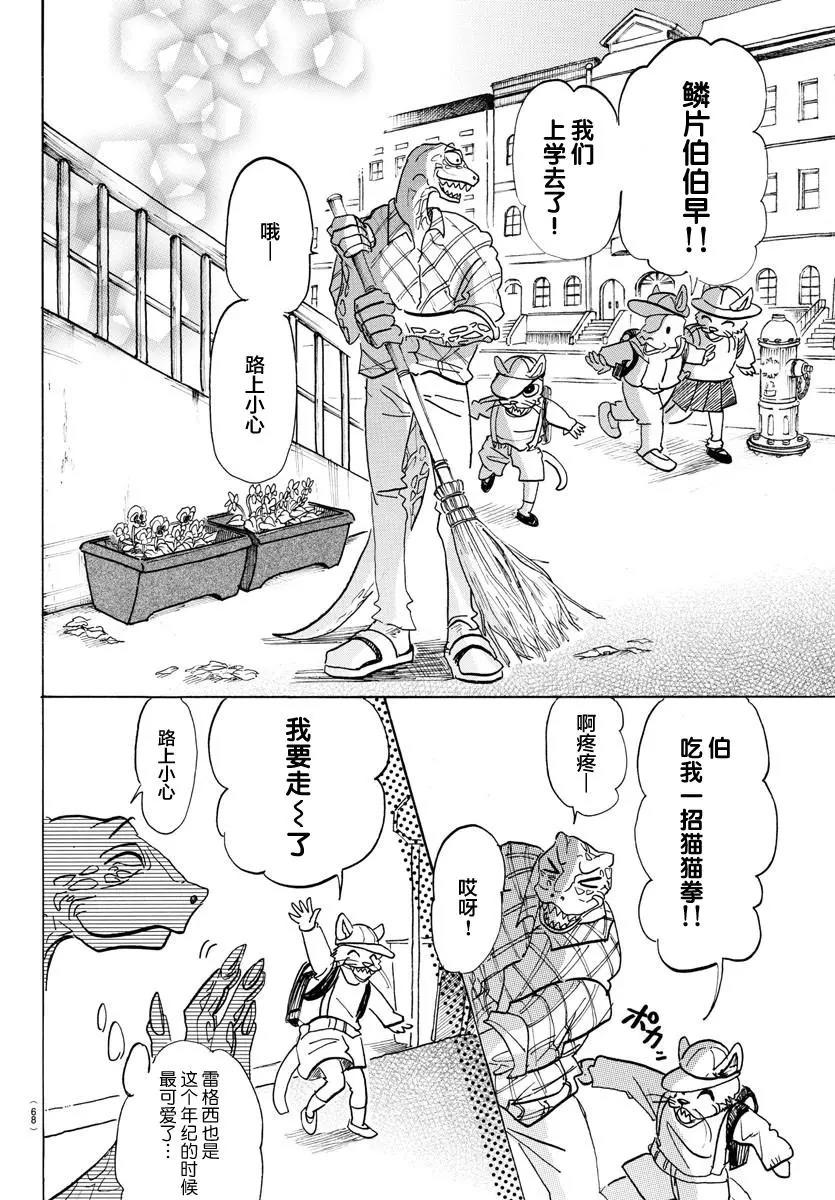 鳞片伯伯早!!
我们
上学去了!
哦—
路上小心
伯
吃我一招猫猫拳!!
啊疼疼—
哎呀!
ポカッ
我要走～了
路上小心
雷格西也是
这个年纪的时候
最可爱了…
(68)